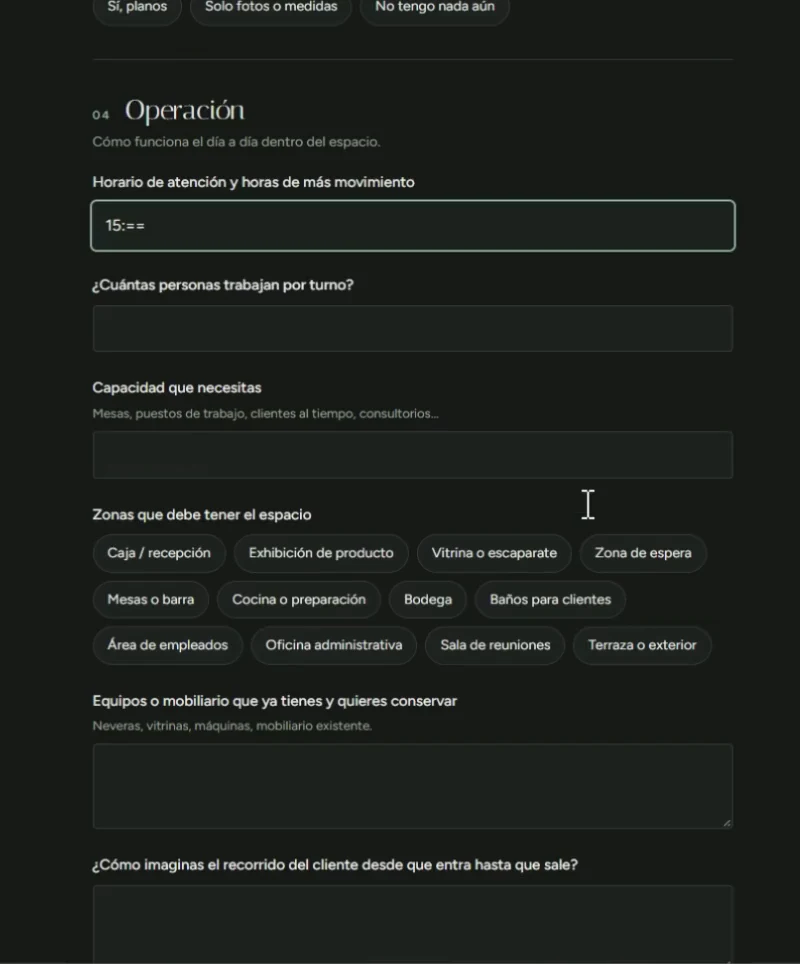 Sí, planos Solo fotos o medidas No tengo nada aún
04 Operación
Cómo funciona el día a día dentro del espacio.
Horario de atención y horas de más movimiento
15:==
¿Cuántas personas trabajan por turno?
Capacidad que necesitas
Mesas, puestos de trabajo, clientes al tiempo, consultorios...
Zonas que debe tener el espacio
Caja / recepción Exhibición de producto Vitrina o escaparate Zona de espera
Mesas o barra Cocina o preparación Bodega Baños para clientes
Área de empleados Oficina administrativa Sala de reuniones Terraza o exterior
Equipos o mobiliario que ya tienes y quieres conservar
Neveras, vitrinas, máquinas, mobiliario existente.
¿Cómo imaginas el recorrido del cliente desde que entra hasta que sale?